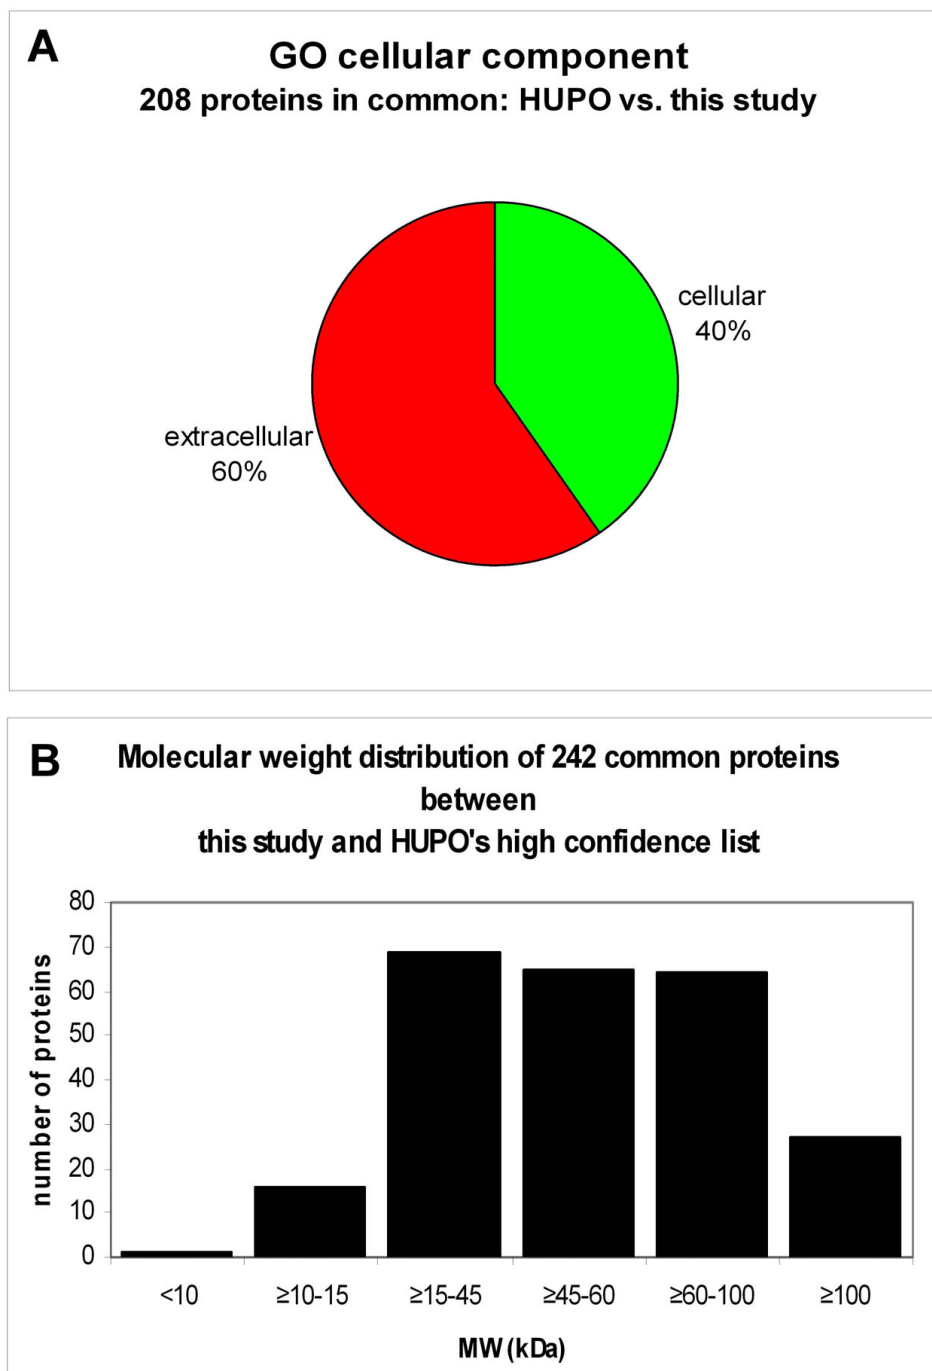 A
GO cellular component
208 proteins in common: HUPO vs. this study
cellular
40%
extracellular
60%
B
Molecular weight distribution of 242 common proteins
between
this study and HUPO's high confidence list
number of proteins
80
70
60
50
40
30
20
10
0
<10 ≥10-15 ≥15-45 ≥45-60 ≥60-100 ≥100
MW (kDa)